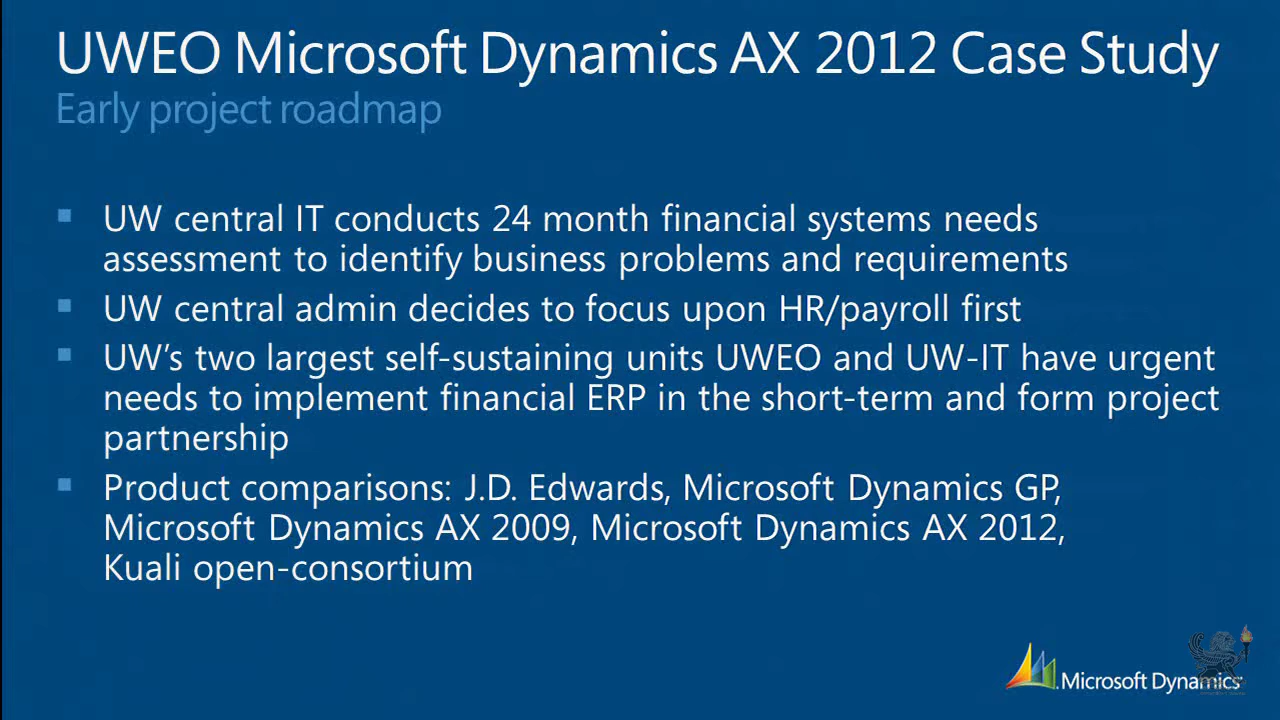 UWEO Microsoft Dynamics AX 2012 Case Study
Early project roadmap
UW central IT conducts 24 month financial systems needs
assessment to identify business problems and requirements
UW central admin decides to focus upon HR/payroll first
UW's two largest self-sustaining units UWEO and UW-IT have urgent
needs to implement financial ERP in the short-term and form project
partnership
Product comparisons: J.D. Edwards, Microsoft Dynamics GP,
Microsoft Dynamics AX 2009, Microsoft Dynamics AX 2012,
Kuali open-consortium
Microsoft Dynamics